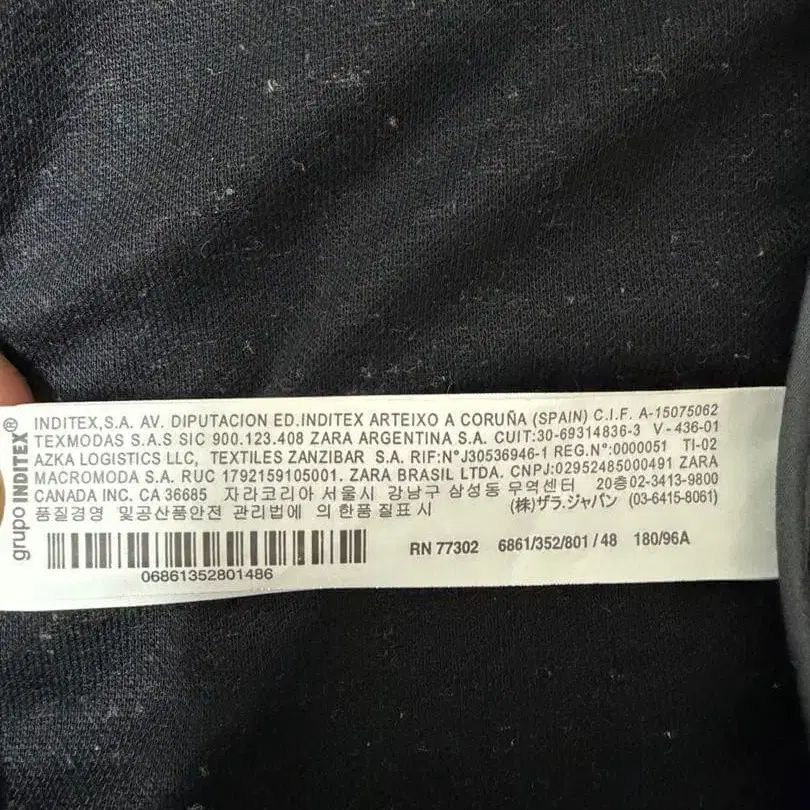 grupo INDITEX®
INDITEX,S.A. AV. DIPUTACION ED.INDITEX ARTEIXO A CORUÑA (SPAIN) C.I.F. A-15075062
TEXMODAS S.A.S SIC 900.123.408 ZARA ARGENTINA S.A. CUIT:30-69314836-3 V-436-01
AZKA LOGISTICS LLC, TEXTILES ZANZIBAR S.A. RIF:N°J30536946-1 REG.N°:0000051 TI-02
MACROMODA S.A. RUC 1792159105001. ZARA BRASIL LTDA. CNPJ:02952485000491 ZARA
CANADA INC. CA 36685 자라코리아 서울시 강남구 삼성동 무역센터 20층02-3413-9800
품질경영 및공산품안전 관리법에 의한품질표시 (株)ザラ.ジャパン (03-6415-8061)
RN 77302 6861/352/801/48 180/96A
06861352801486